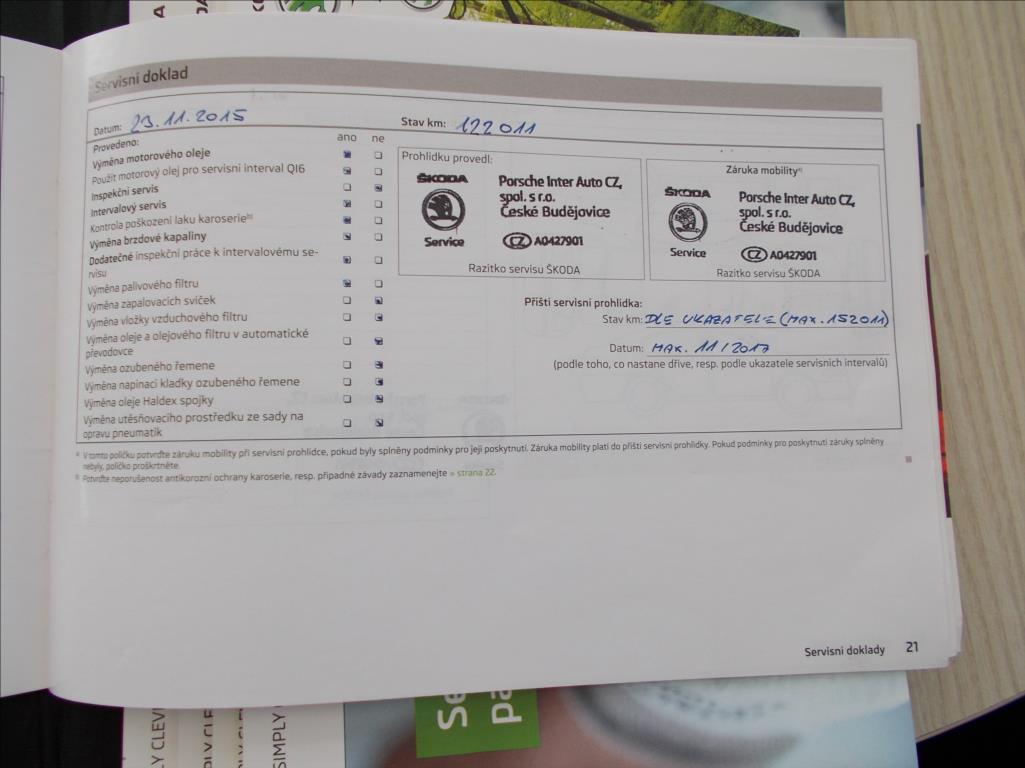 Servisní doklad
Datum: 23.11.2015
Stav km: 122011
Provedeno:
ano ne
Výměna motorového oleje
Použit motorový olej pro servisní interval QI6
Inspekční servis
Intervalový servis
Kontrola poškození laku karoserieb)
Výměna brzdové kapaliny
Dodatečné inspekční práce k intervalovému se-
rvisu
Výměna palivového filtru
Výměna zapalovacích svíček
Výměna vložky vzduchového filtru
Výměna oleje a olejového filtru v automatické
převodovce
Výměna ozubeného řemene
Výměna napínací kladky ozubeného řemene
Výměna oleje Haldex spojky
Výměna utěsňovacího prostředku ze sady na
opravu pneumatik
Prohlídku provedl:
ŠKODA
Service
Porsche Inter Auto CZ,
spol. s r.o.
České Budějovice
CZ A0427901
Razítko servisu ŠKODA
Záruka mobilitya)
ŠKODA
Service
Porsche Inter Auto CZ,
spol. s r.o.
České Budějovice
CZ A0427901
Razítko servisu ŠKODA
Příští servisní prohlídka:
Stav km: DLE UKAZATELE (MAX. 152011)
Datum: MAX. 11/2017
(podle toho, co nastane dříve, resp. podle ukazatele servisních intervalů)
a) V tomto políčku potvrďte záruku mobility při servisní prohlídce, pokud byly splněny podmínky pro její poskytnutí. Záruka mobility platí do příští servisní prohlídky. Pokud podmínky pro poskytnutí záruky splněny
nebyly, políčko proškrtněte.
b) Potvrďte neporušenost antikorozní ochrany karoserie, resp. případné závady zaznamenejte » strana 22.
Servisní doklady 21
SIMPLY